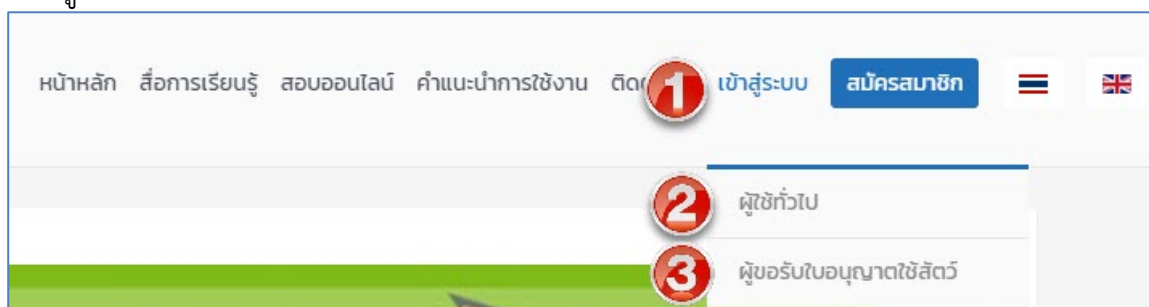 หน้าหลัก สื่อการเรียนรู้ สอบออนไลน์ คำแนะนำการใช้งาน 1 เข้าสู่ระบบ สมัครสมาชิก
2 ผู้ใช้ทั่วไป
3 ผู้ขอรับใบอนุญาตใช้สัตว์